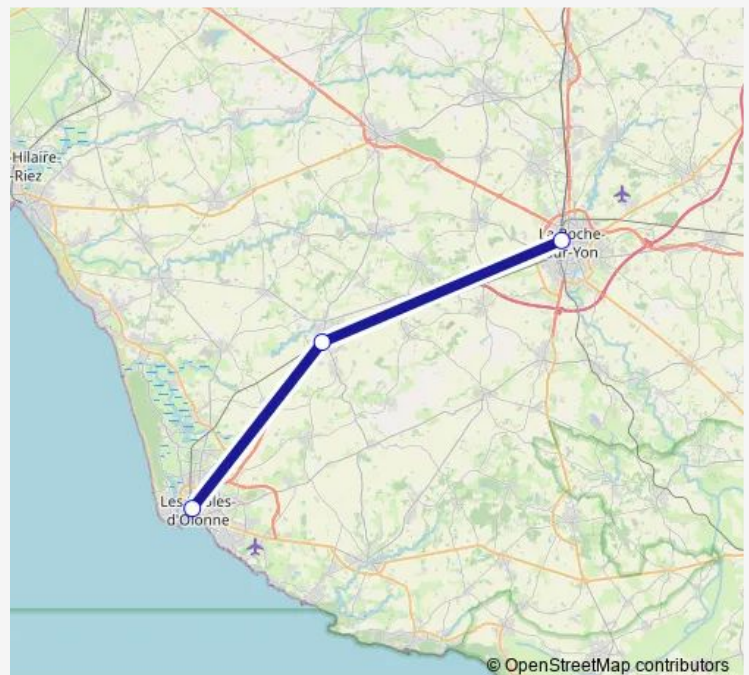 -Hilaire-
-Riez
La Roche-
sur-Yon
Les Sables-
d'Olonne
© OpenStreetMap contributors